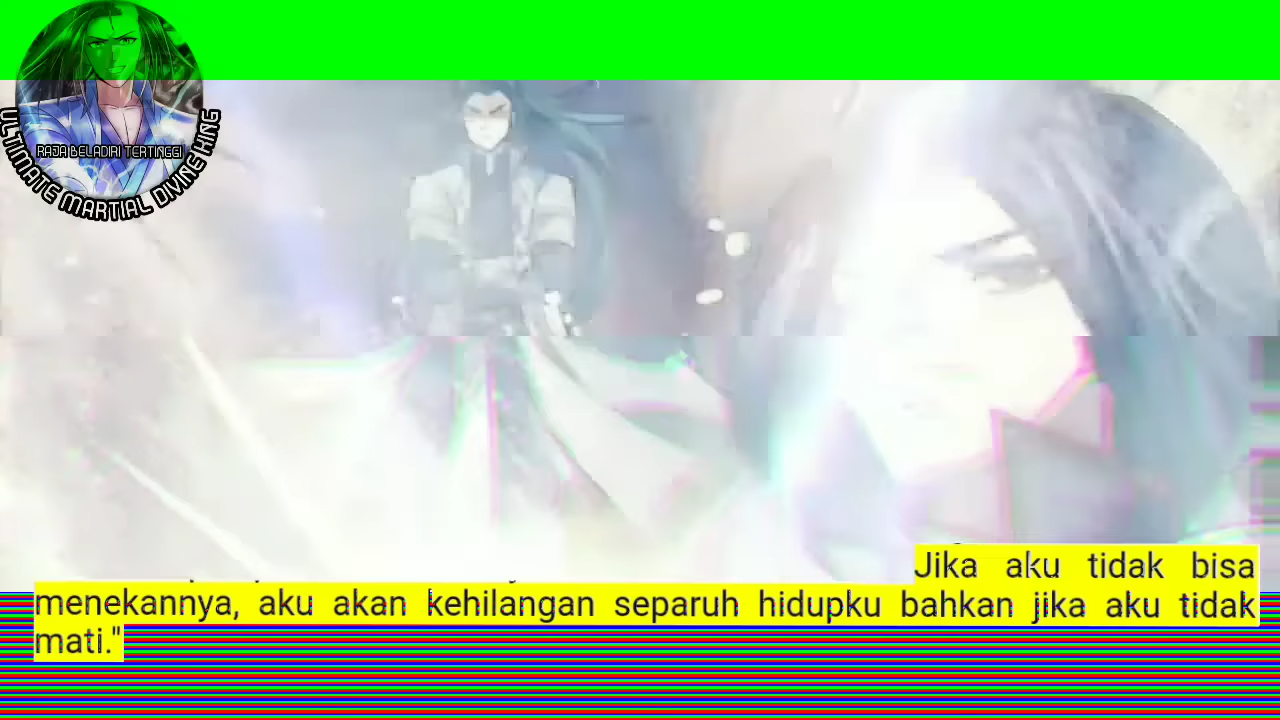 RAJA BELADIRI TERTINGGI
ULTIMATE MARTIAL DIVINE KING
Jika aku tidak bisa
menekannya, aku akan kehilangan separuh hidupku bahkan jika aku tidak
mati."